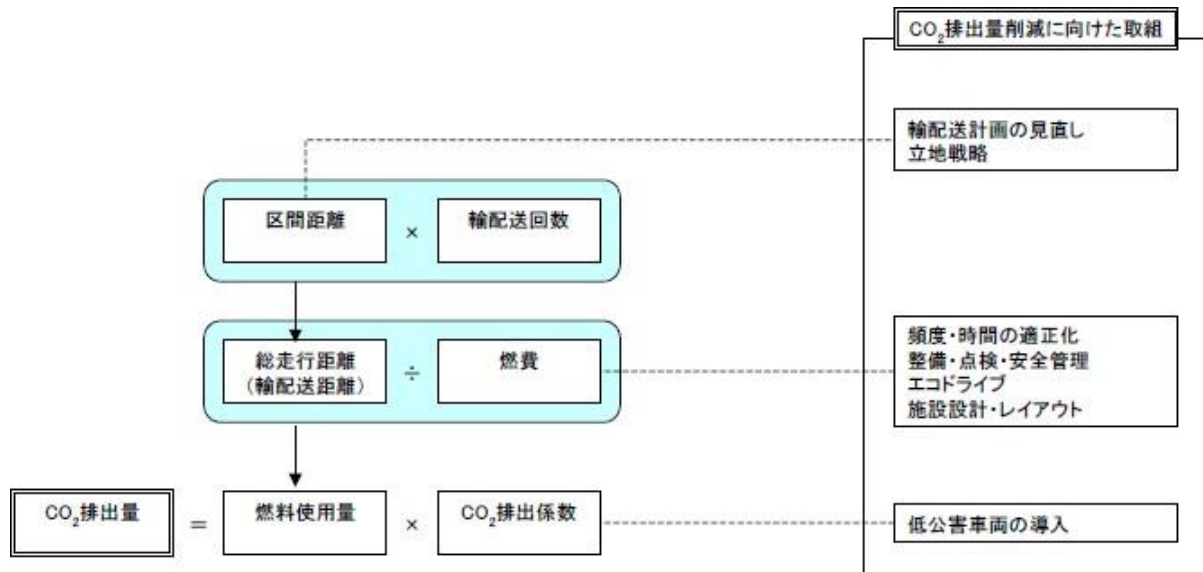 CO₂排出量削減に向けた取組
輸配送計画の見直し
立地戦略
区間距離
×
輸配送回数
総走行距離
(輸配送距離)
÷
燃費
頻度・時間の適正化
整備・点検・安全管理
エコドライブ
施設設計・レイアウト
CO₂排出量
=
燃料使用量
×
CO₂排出係数
低公害車両の導入